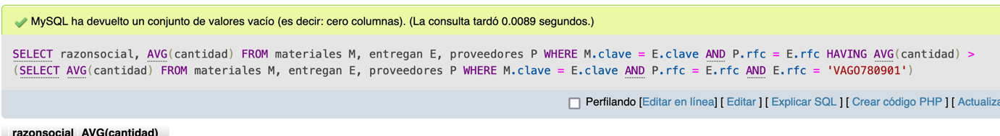 MySQL ha devuelto un conjunto de valores vacío (es decir: cero columnas). (La consulta tardó 0.0089 segundos.)
SELECT razonsocial, AVG(cantidad) FROM materiales M, entregan E, proveedores P WHERE M.clave = E.clave AND P.rfc = E.rfc HAVING AVG(cantidad) >
(SELECT AVG(cantidad) FROM materiales M, entregan E, proveedores P WHERE M.clave = E.clave AND P.rfc = E.rfc AND E.rfc = 'VAGO780901')
Perfilando [Editar en línea] [ Editar ] [ Explicar SQL ] [ Crear código PHP ] [ Actualiza
razonsocial AVG(cantidad)